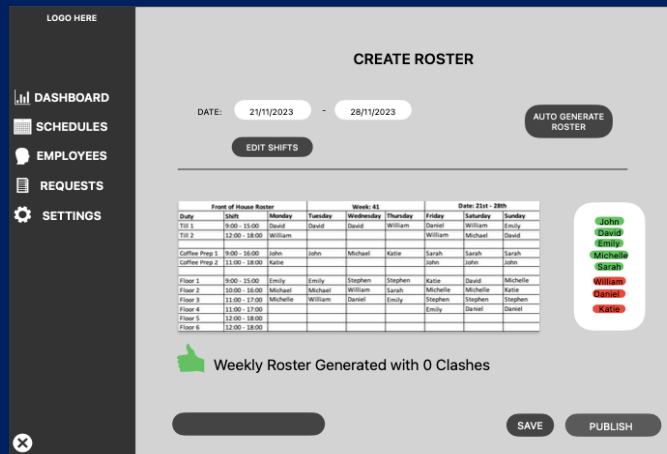 LOGO HERE
DASHBOARD
SCHEDULES
EMPLOYEES
REQUESTS
SETTINGS
CREATE ROSTER
DATE: 21/11/2023 - 28/11/2023
AUTO GENERATE
ROSTER
EDIT SHIFTS
Front of House Roster Week: 41 Date: 21st - 28th
Duty Shift Monday Tuesday Wednesday Thursday Friday Saturday Sunday
Till 1 9:00 - 15:00 David David David William Daniel William Emily
Till 2 12:00 - 18:00 William William Michael David
Coffee Prep 1 9:00 - 16:00 John John Michael Katie Sarah Sarah Sarah
Coffee Prep 2 11:00 - 18:00 Katie John John John
Floor 1 9:00 - 15:00 Emily Emily Stephen Stephen Katie David Michelle
Floor 2 10:00 - 16:00 Michael Michael William Sarah Michelle Michelle Katie
Floor 3 11:00 - 17:00 Michelle William Daniel Emily Stephen Stephen Stephen
Floor 4 11:00 - 17:00 Emily Daniel Daniel
Floor 5 12:00 - 18:00
Floor 6 12:00 - 18:00
John
David
Emily
Michelle
Sarah
William
Daniel
Katie
Weekly Roster Generated with 0 Clashes
SAVE
PUBLISH